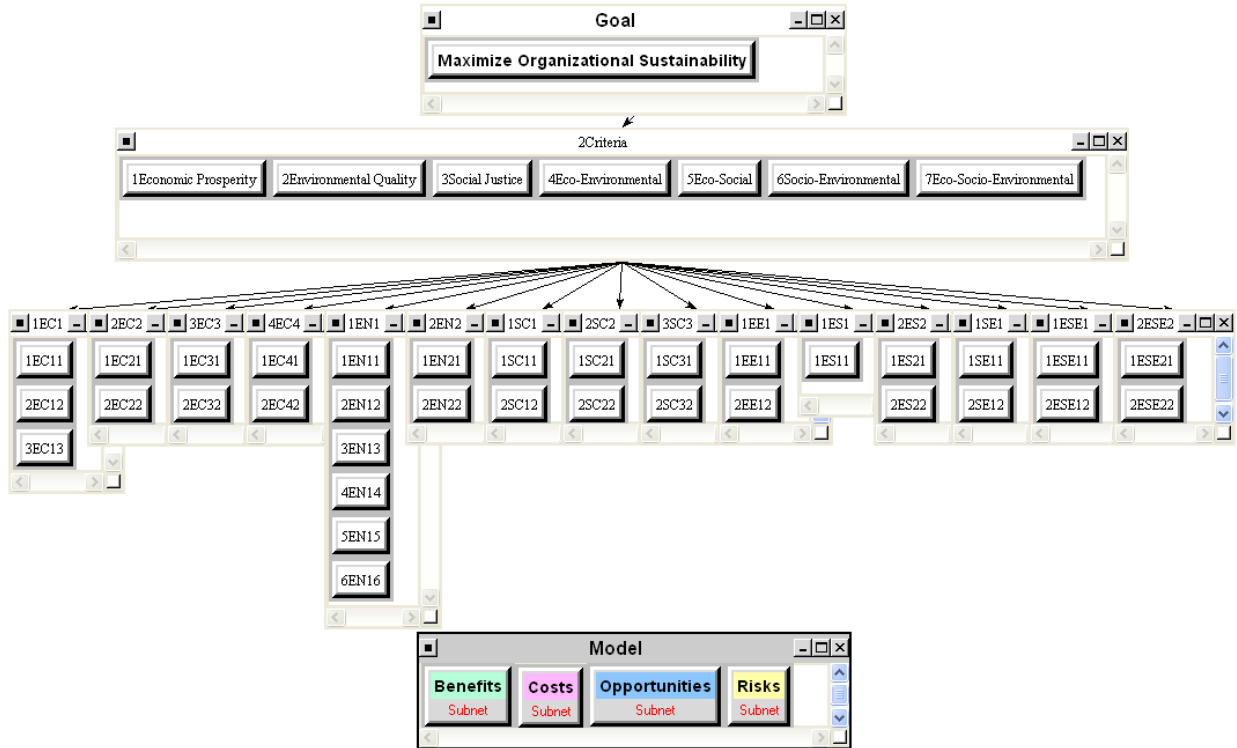 Goal
Maximize Organizational Sustainability
2Criteria
1Economic Prosperity 2Environmental Quality 3Social Justice 4Eco-Environmental 5Eco-Social 6Socio-Environmental 7Eco-Socio-Environmental
1EC1 2EC2 3EC3 4EC4 1EN1 2EN2 1SC1 2SC2 3SC3 1EE1 1ES1 2ES2 1SE1 1ESE1 2ESE2
1EC11 1EC21 1EC31 1EC41 1EN11 1EN21 1SC11 1SC21 1SC31 1EE11 1ES11 1ES21 1SE11 1ESE11 1ESE21
2EC12 2EC22 2EC32 2EC42 2EN12 2EN22 2SC12 2SC22 2SC32 2EE12 2ES22 2SE12 2ESE12 2ESE22
3EC13 3EN13
4EN14
5EN15
6EN16
Model
Benefits Costs Opportunities Risks
Subnet Subnet Subnet Subnet